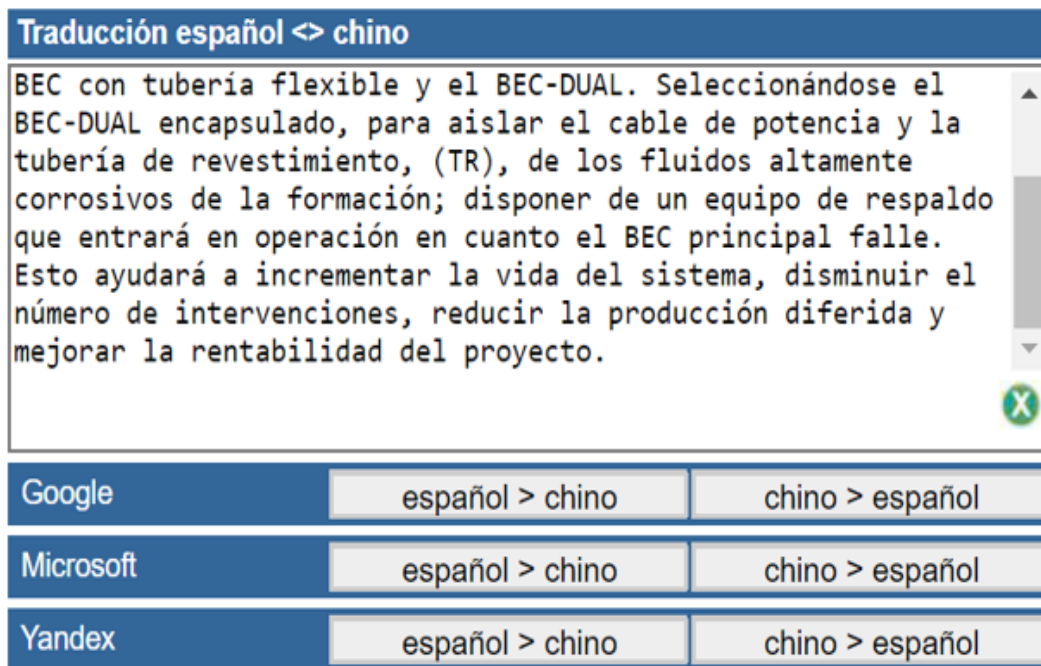 Traducción español <> chino
BEC con tubería flexible y el BEC-DUAL. Seleccionándose el
BEC-DUAL encapsulado, para aislar el cable de potencia y la
tubería de revestimiento, (TR), de los fluidos altamente
corrosivos de la formación; disponer de un equipo de respaldo
que entrará en operación en cuanto el BEC principal falle.
Esto ayudará a incrementar la vida del sistema, disminuir el
número de intervenciones, reducir la producción diferida y
mejorar la rentabilidad del proyecto.
X
Google español > chino chino > español
Microsoft español > chino chino > español
Yandex español > chino chino > español